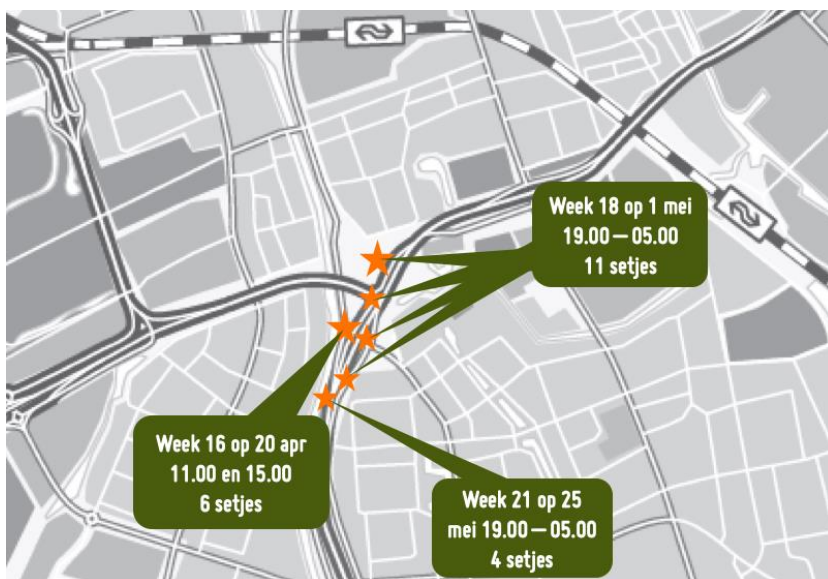 Week 18 op 1 mei
19.00 – 05.00
11 setjes
Week 16 op 20 apr
11.00 en 15.00
6 setjes
Week 21 op 25
mei 19.00 – 05.00
4 setjes